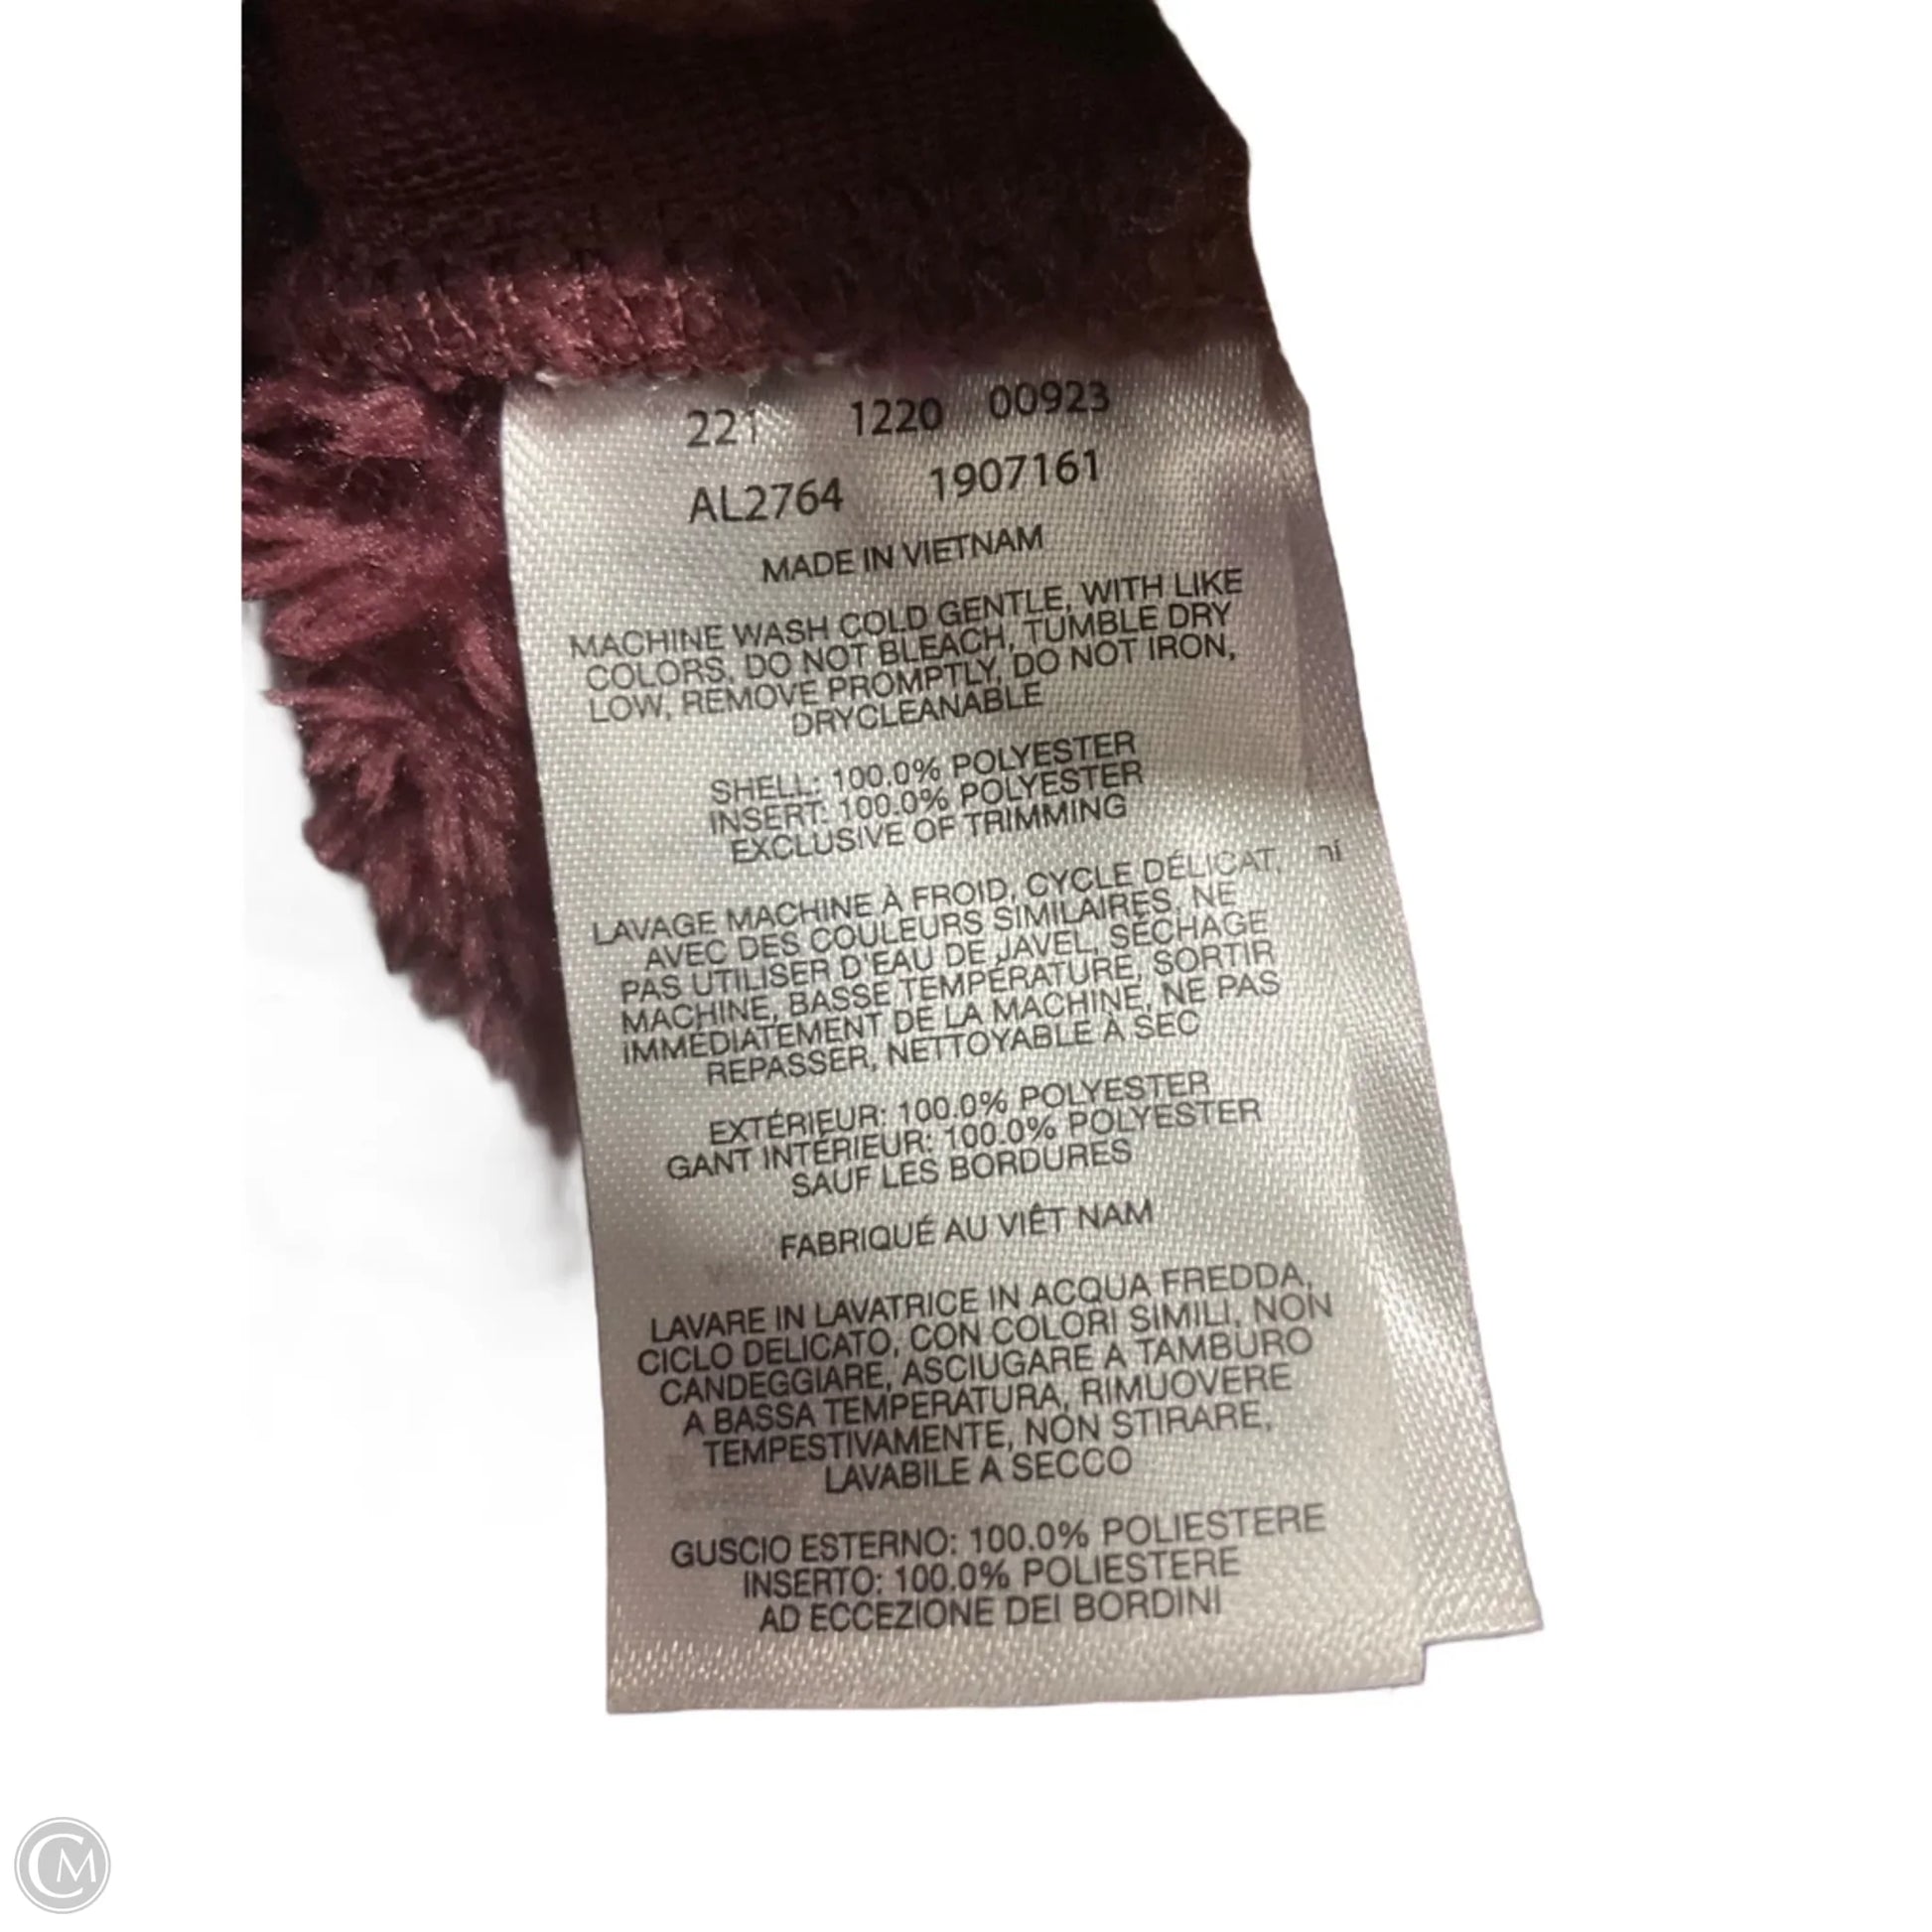 221 1220 00923
AL2764 1907161
MADE IN VIETNAM
MACHINE WASH COLD GENTLE, WITH LIKE
COLORS, DO NOT BLEACH, TUMBLE DRY
LOW, REMOVE PROMPTLY, DO NOT IRON,
DRYCLEANABLE
SHELL: 100.0% POLYESTER
INSERT: 100.0% POLYESTER
EXCLUSIVE OF TRIMMING
LAVAGE MACHINE À FROID, CYCLE DÉLICAT,
AVEC DES COULEURS SIMILAIRES, NE
PAS UTILISER D'EAU DE JAVEL, SÉCHAGE
MACHINE, BASSE TEMPÉRATURE, SORTIR
IMMÉDIATEMENT DE LA MACHINE, NE PAS
REPASSER, NETTOYABLE À SEC
EXTÉRIEUR: 100.0% POLYESTER
GANT INTÉRIEUR: 100.0% POLYESTER
SAUF LES BORDURES
FABRIQUÉ AU VIÊT NAM
LAVARE IN LAVATRICE IN ACQUA FREDDA,
CICLO DELICATO, CON COLORI SIMILI, NON
CANDEGGIARE, ASCIUGARE A TAMBURO
A BASSA TEMPERATURA, RIMUOVERE
TEMPESTIVAMENTE, NON STIRARE,
LAVABILE A SECCO
GUSCIO ESTERNO: 100.0% POLIESTERE
INSERTO: 100.0% POLIESTERE
AD ECCEZIONE DEI BORDINI
CM